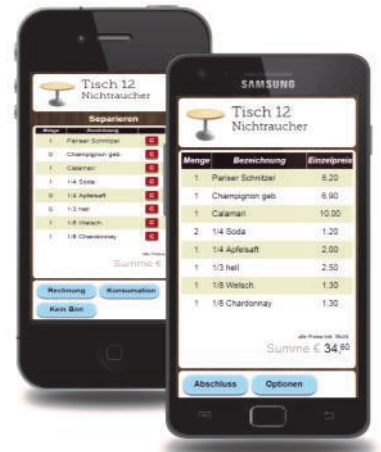 Tisch 12
Nichtraucher
Separieren
Menge Bezeichnung
1 Pariser Schnitzel C
0 Champignon geb. C
1 Calamari C
1 1/4 Soda C
0 1/4 Apfelsaft C
0 1/3 hell C
1 1/8 Welsch. C
1 1/8 Chardonnay C
Summe €
Rechnung Konsumation
Kein Bon
SAMSUNG
Tisch 12
Nichtraucher
Menge Bezeichnung Einzelpreis
1 Pariser Schnitzel 8.20
1 Champignon geb. 6.90
1 Calamari 10.00
2 1/4 Soda 1.20
1 1/4 Apfelsaft 2.00
1 1/3 hell 2.50
1 1/8 Welsch. 1.30
1 1/8 Chardonnay 1.30
alle Preise inkl. MwSt
Summe € 34,60
Abschluss Optionen